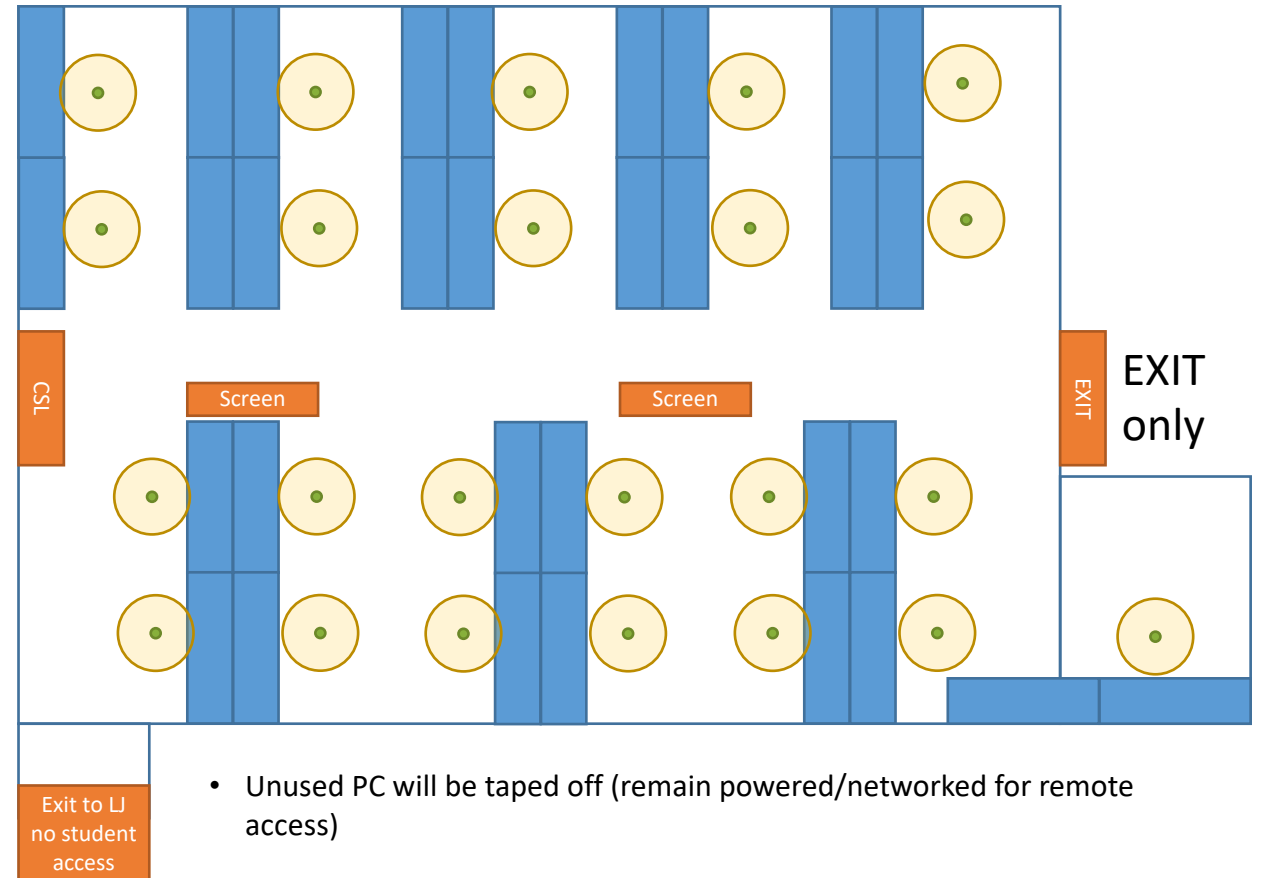 CSL
Screen
Screen
EXIT
EXIT
only
Exit to LJ
no student
access
• Unused PC will be taped off (remain powered/networked for remote
access)